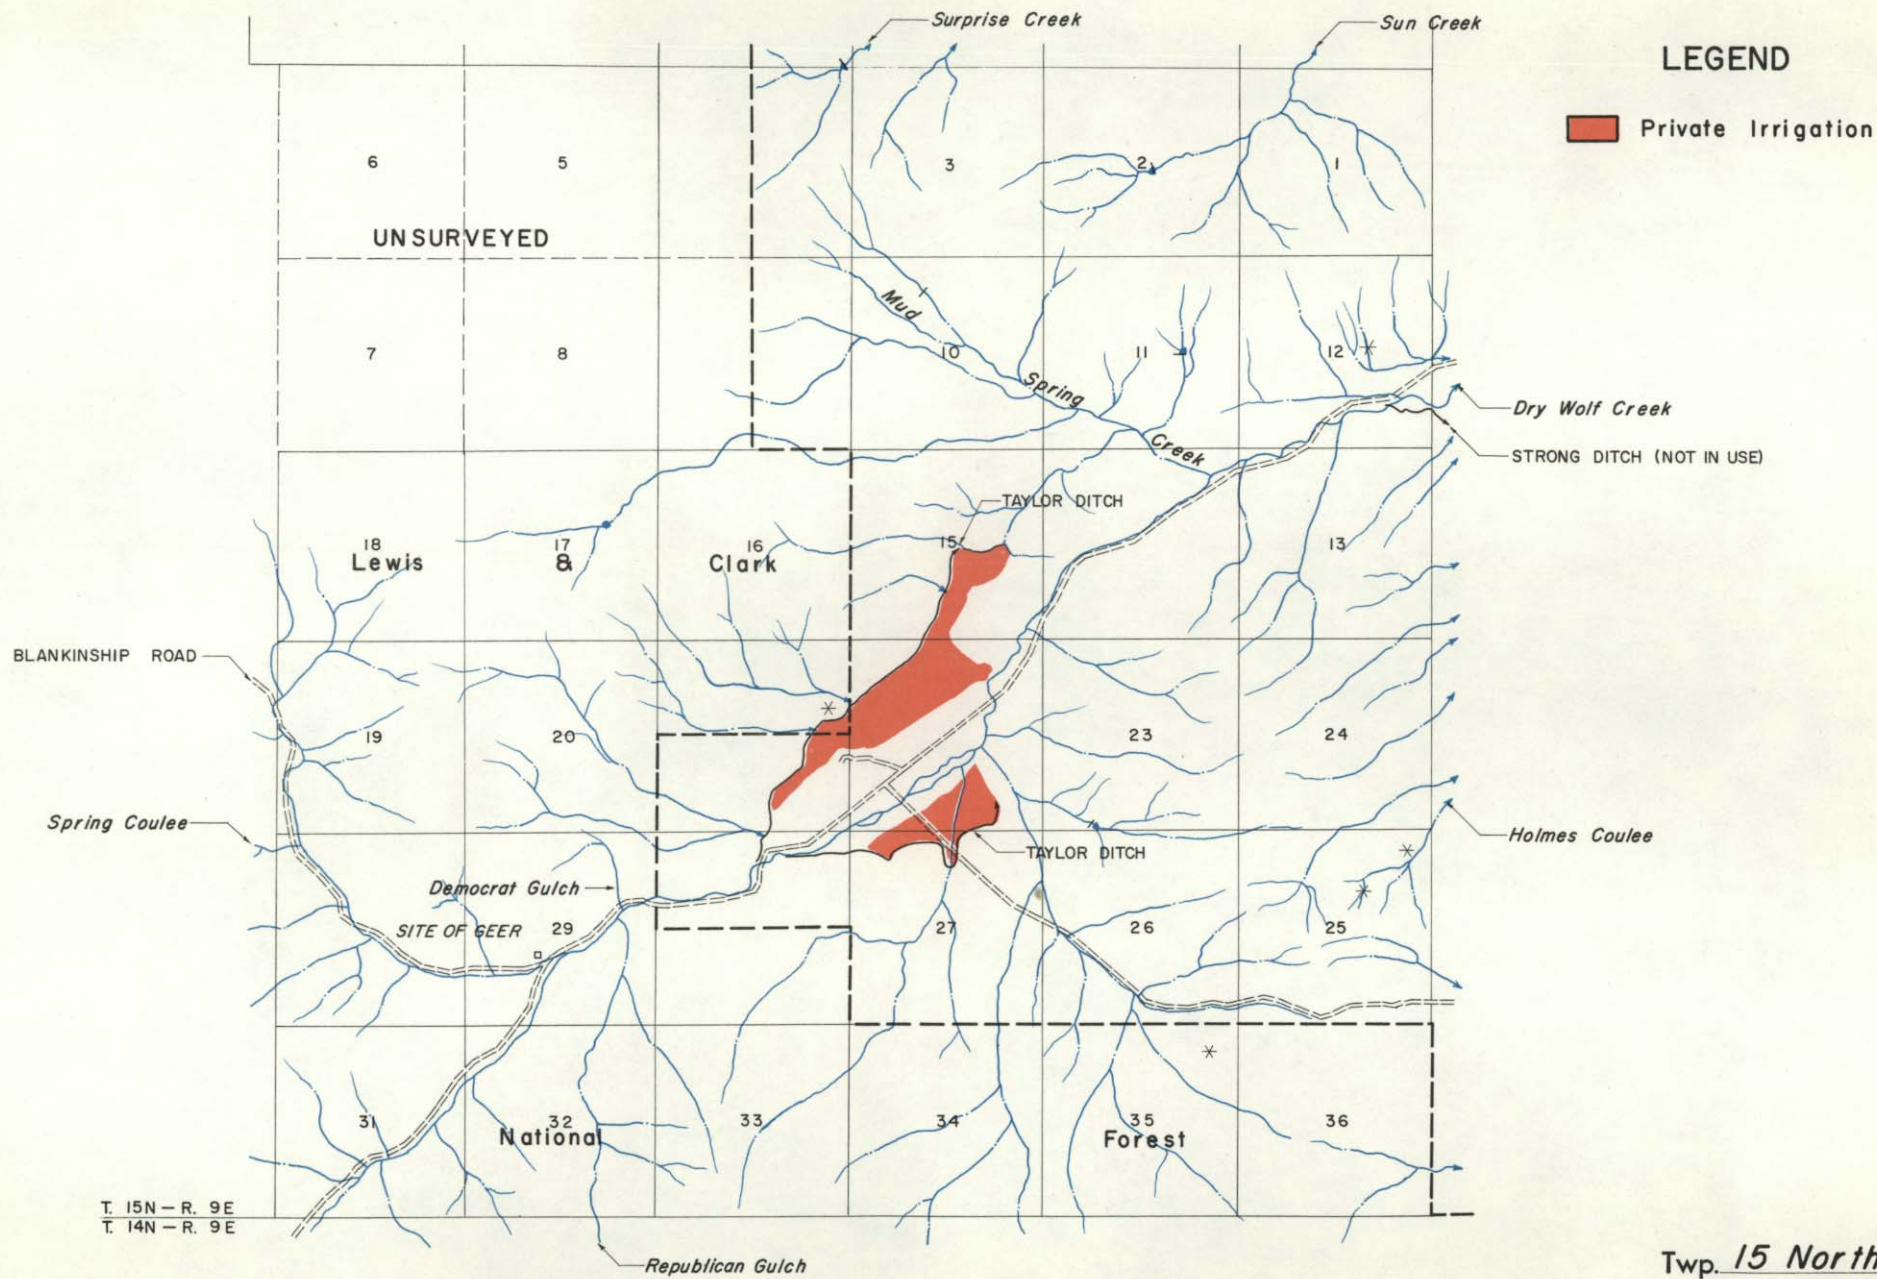 Surprise Creek
Sun Creek
LEGEND
Private Irrigation
6
5
3
2
1
UNSURVEYED
Mud
7
8
10
11
12
Spring
Dry Wolf Creek
Creek
STRONG DITCH (NOT IN USE)
TAYLOR DITCH
18
17
16
15
13
Lewis
&
Clark
BLANKINSHIP ROAD
19
20
23
24
Spring Coulee
Holmes Coulee
TAYLOR DITCH
Democrat Gulch
SITE OF GEER
29
27
26
25
31
32
33
34
35
36
National
Forest
T. 15N — R. 9E
T. 14N — R. 9E
Republican Gulch
Twp. 15 North